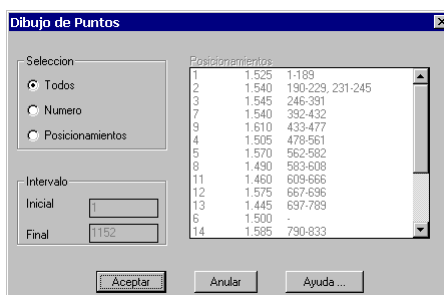 Dibujo de Puntos
Seleccion
Todos
Numero
Posicionamientos
Intervalo
Inicial 1
Final 1152
Posicionamientos
1 1.525 1-189
2 1.540 190-229, 231-245
3 1.545 246-391
7 1.540 392-432
9 1.610 433-477
4 1.505 478-561
5 1.570 562-582
8 1.490 583-608
11 1.460 609-666
12 1.575 667-696
13 1.445 697-789
6 1.500 -
14 1.585 790-833
Aceptar Anular Ayuda ...